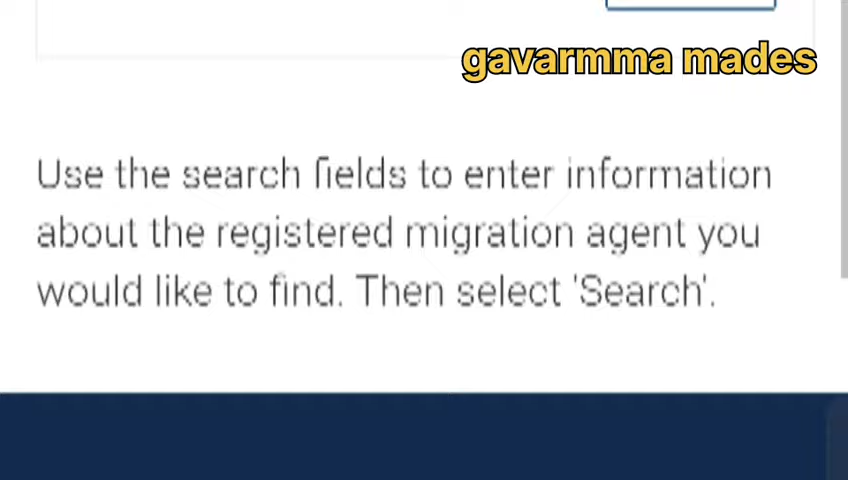 gavarmma mades
Use the search fields to enter information
about the registered migration agent you
would like to find. Then select 'Search'.